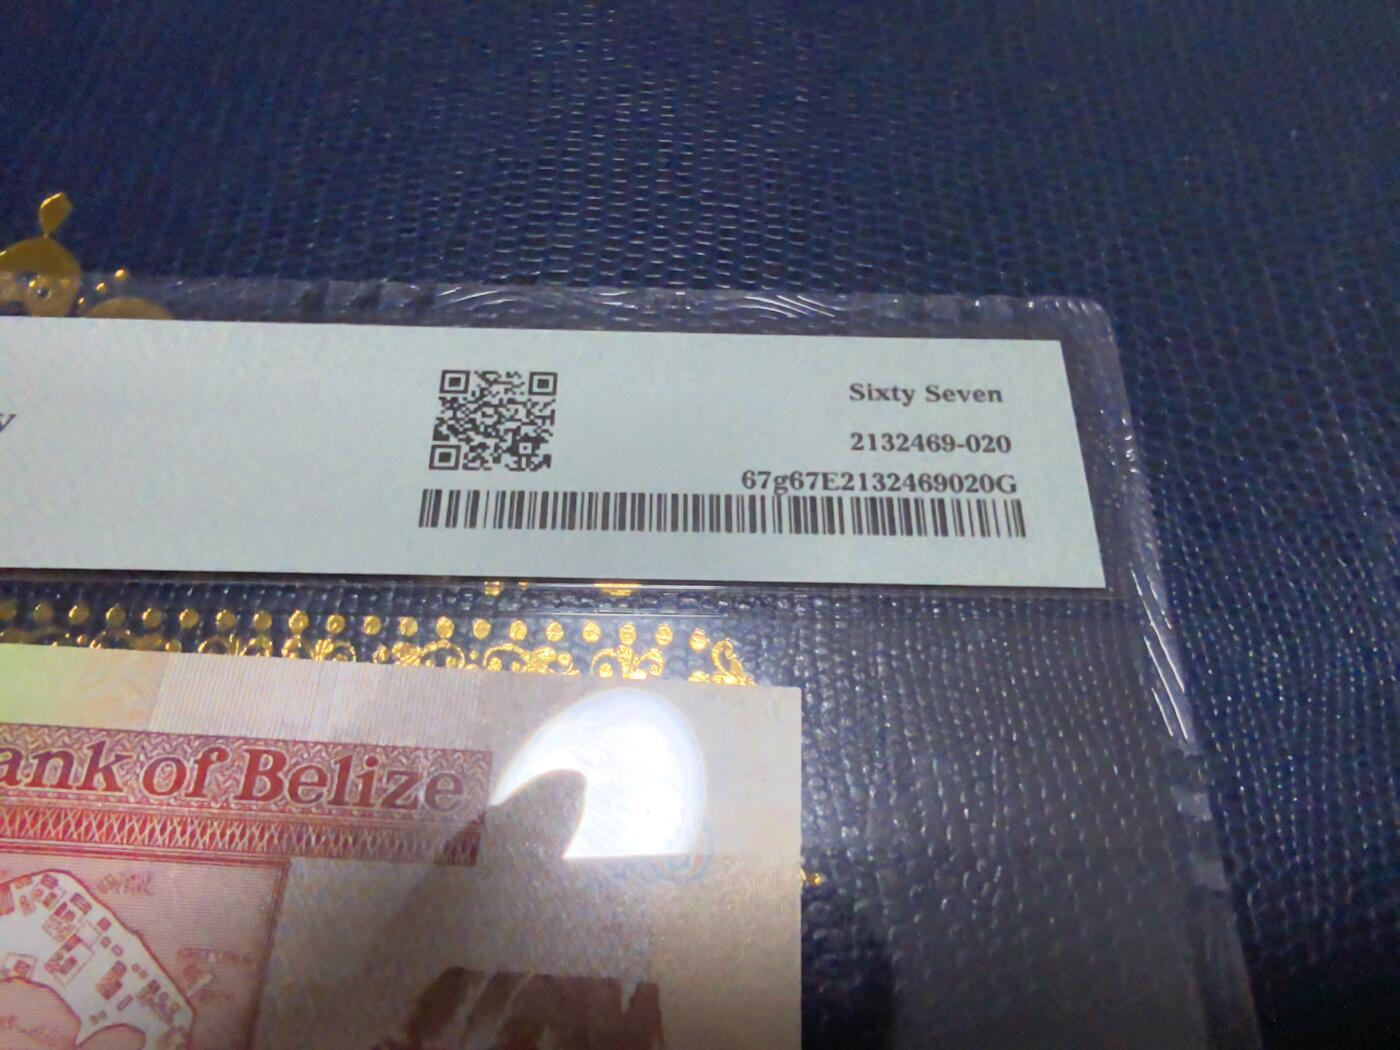 y
Sixty Seven
2132469-020
67g67E2132469020G
ank of Belize